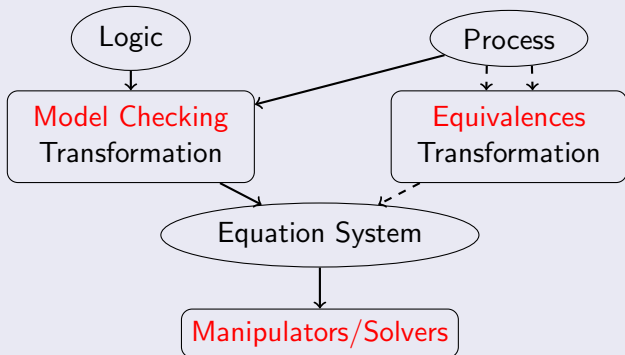 Logic
Process
Model Checking
Transformation
Equivalences
Transformation
Equation System
Manipulators/Solvers